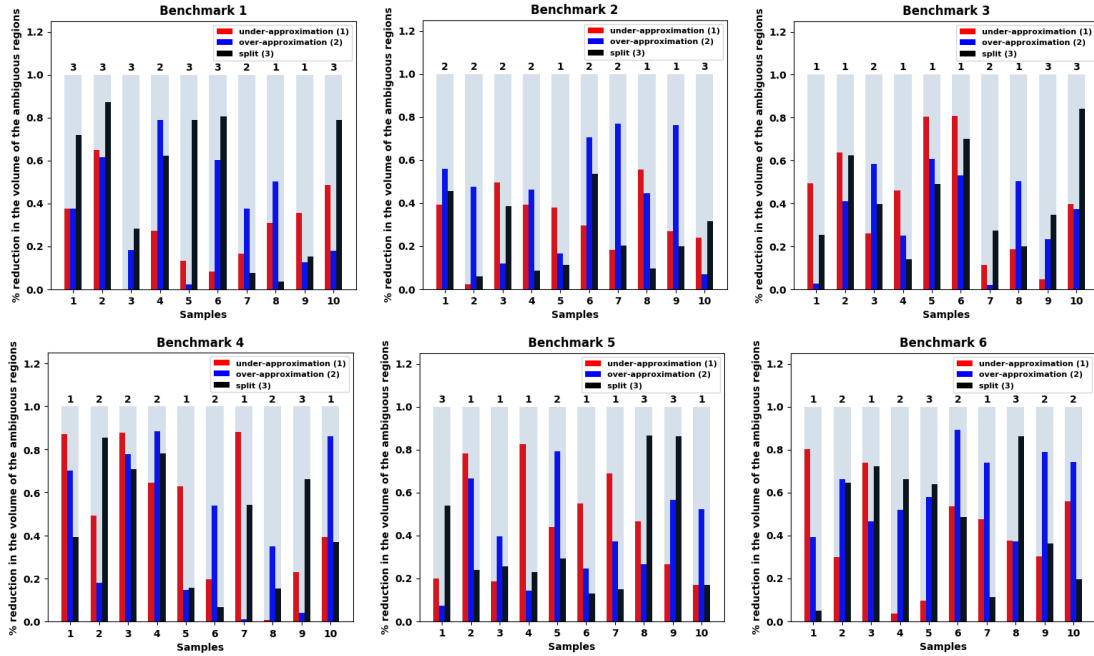 Benchmark 1
% reduction in the volume of the ambiguous regions
1.2
1.0
0.8
0.6
0.4
0.2
0.0
under-approximation (1)
over-approximation (2)
split (3)
3 3 3 2 3 3 2 1 1 3
1 2 3 4 5 6 7 8 9 10
Samples
Benchmark 2
% reduction in the volume of the ambiguous regions
1.2
1.0
0.8
0.6
0.4
0.2
0.0
under-approximation (1)
over-approximation (2)
split (3)
2 2 2 2 1 2 2 1 1 3
1 2 3 4 5 6 7 8 9 10
Samples
Benchmark 3
% reduction in the volume of the ambiguous regions
1.2
1.0
0.8
0.6
0.4
0.2
0.0
under-approximation (1)
over-approximation (2)
split (3)
1 1 2 1 1 1 2 1 3 3
1 2 3 4 5 6 7 8 9 10
Samples
Benchmark 4
% reduction in the volume of the ambiguous regions
1.2
1.0
0.8
0.6
0.4
0.2
0.0
under-approximation (1)
over-approximation (2)
split (3)
1 2 2 2 1 2 1 2 3 1
1 2 3 4 5 6 7 8 9 10
Samples
Benchmark 5
% reduction in the volume of the ambiguous regions
1.2
1.0
0.8
0.6
0.4
0.2
0.0
under-approximation (1)
over-approximation (2)
split (3)
3 1 1 1 2 1 1 3 3 1
1 2 3 4 5 6 7 8 9 10
Samples
Benchmark 6
% reduction in the volume of the ambiguous regions
1.2
1.0
0.8
0.6
0.4
0.2
0.0
under-approximation (1)
over-approximation (2)
split (3)
1 2 1 2 3 2 1 3 2 2
1 2 3 4 5 6 7 8 9 10
Samples